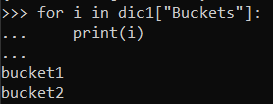 >>> for i in dic1["Buckets"]:
...     print(i)
...
bucket1
bucket2